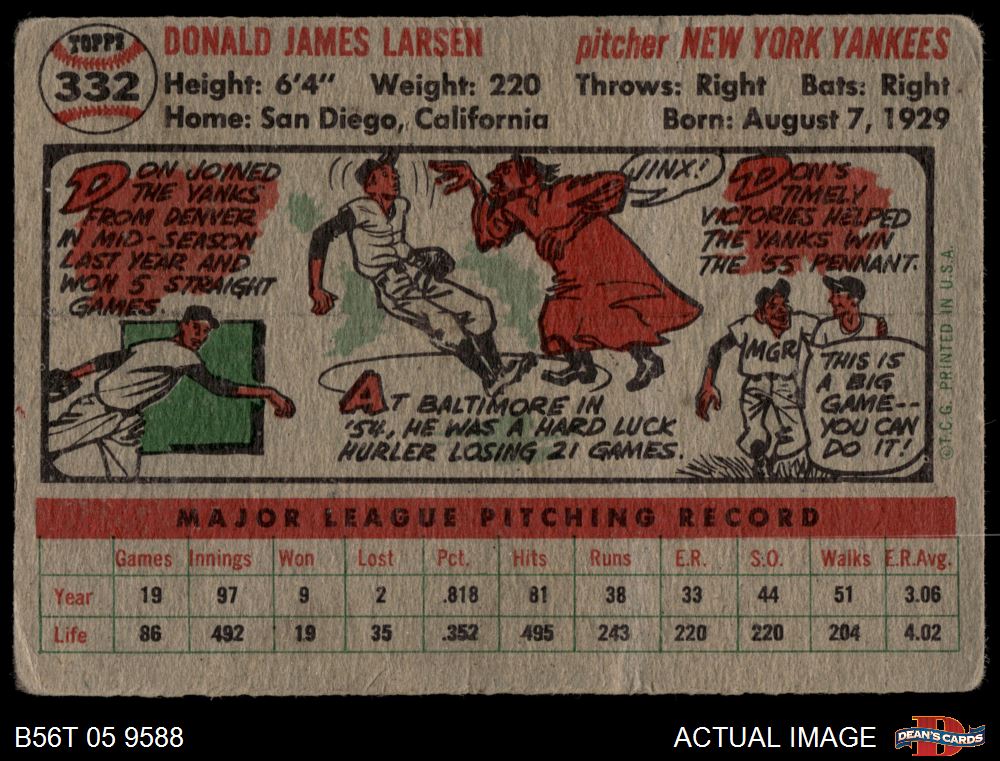 TOPPS
332
DONALD JAMES LARSEN pitcher NEW YORK YANKEES
Height: 6'4" Weight: 220 Throws: Right Bats: Right
Home: San Diego, California Born: August 7, 1929
DON JOINED
THE YANKS
FROM DENVER
IN MID-SEASON
LAST YEAR AND
WON 5 STRAIGHT
GAMES.
JINX!
AT BALTIMORE IN
'54, HE WAS A HARD LUCK
HURLER LOSING 21 GAMES.
DON'S
TIMELY
VICTORIES HELPED
THE YANKS WIN
THE '55 PENNANT.
MGR
THIS IS
A BIG
GAME--
YOU CAN
DO IT!
©T.C.G. PRINTED IN U.S.A.
MAJOR LEAGUE PITCHING RECORD
Games Innings Won Lost Pct. Hits Runs E.R. S.O. Walks E.R.Avg.
Year 19 97 9 2 .818 81 38 33 44 51 3.06
Life 86 492 19 35 .352 495 243 220 220 204 4.02
B56T 05 9588 ACTUAL IMAGE
D
DEAN'S CARDS